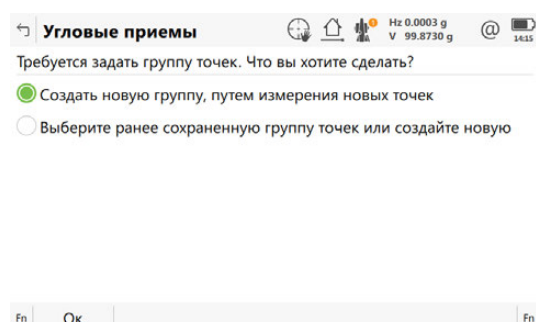 Угловые приемы
Hz 0.0003 g
V 99.8730 g
@
14:15
Требуется задать группу точек. Что вы хотите сделать?
Создать новую группу, путем измерения новых точек
Выберите ранее сохраненную группу точек или создайте новую
Fn Ок Fn